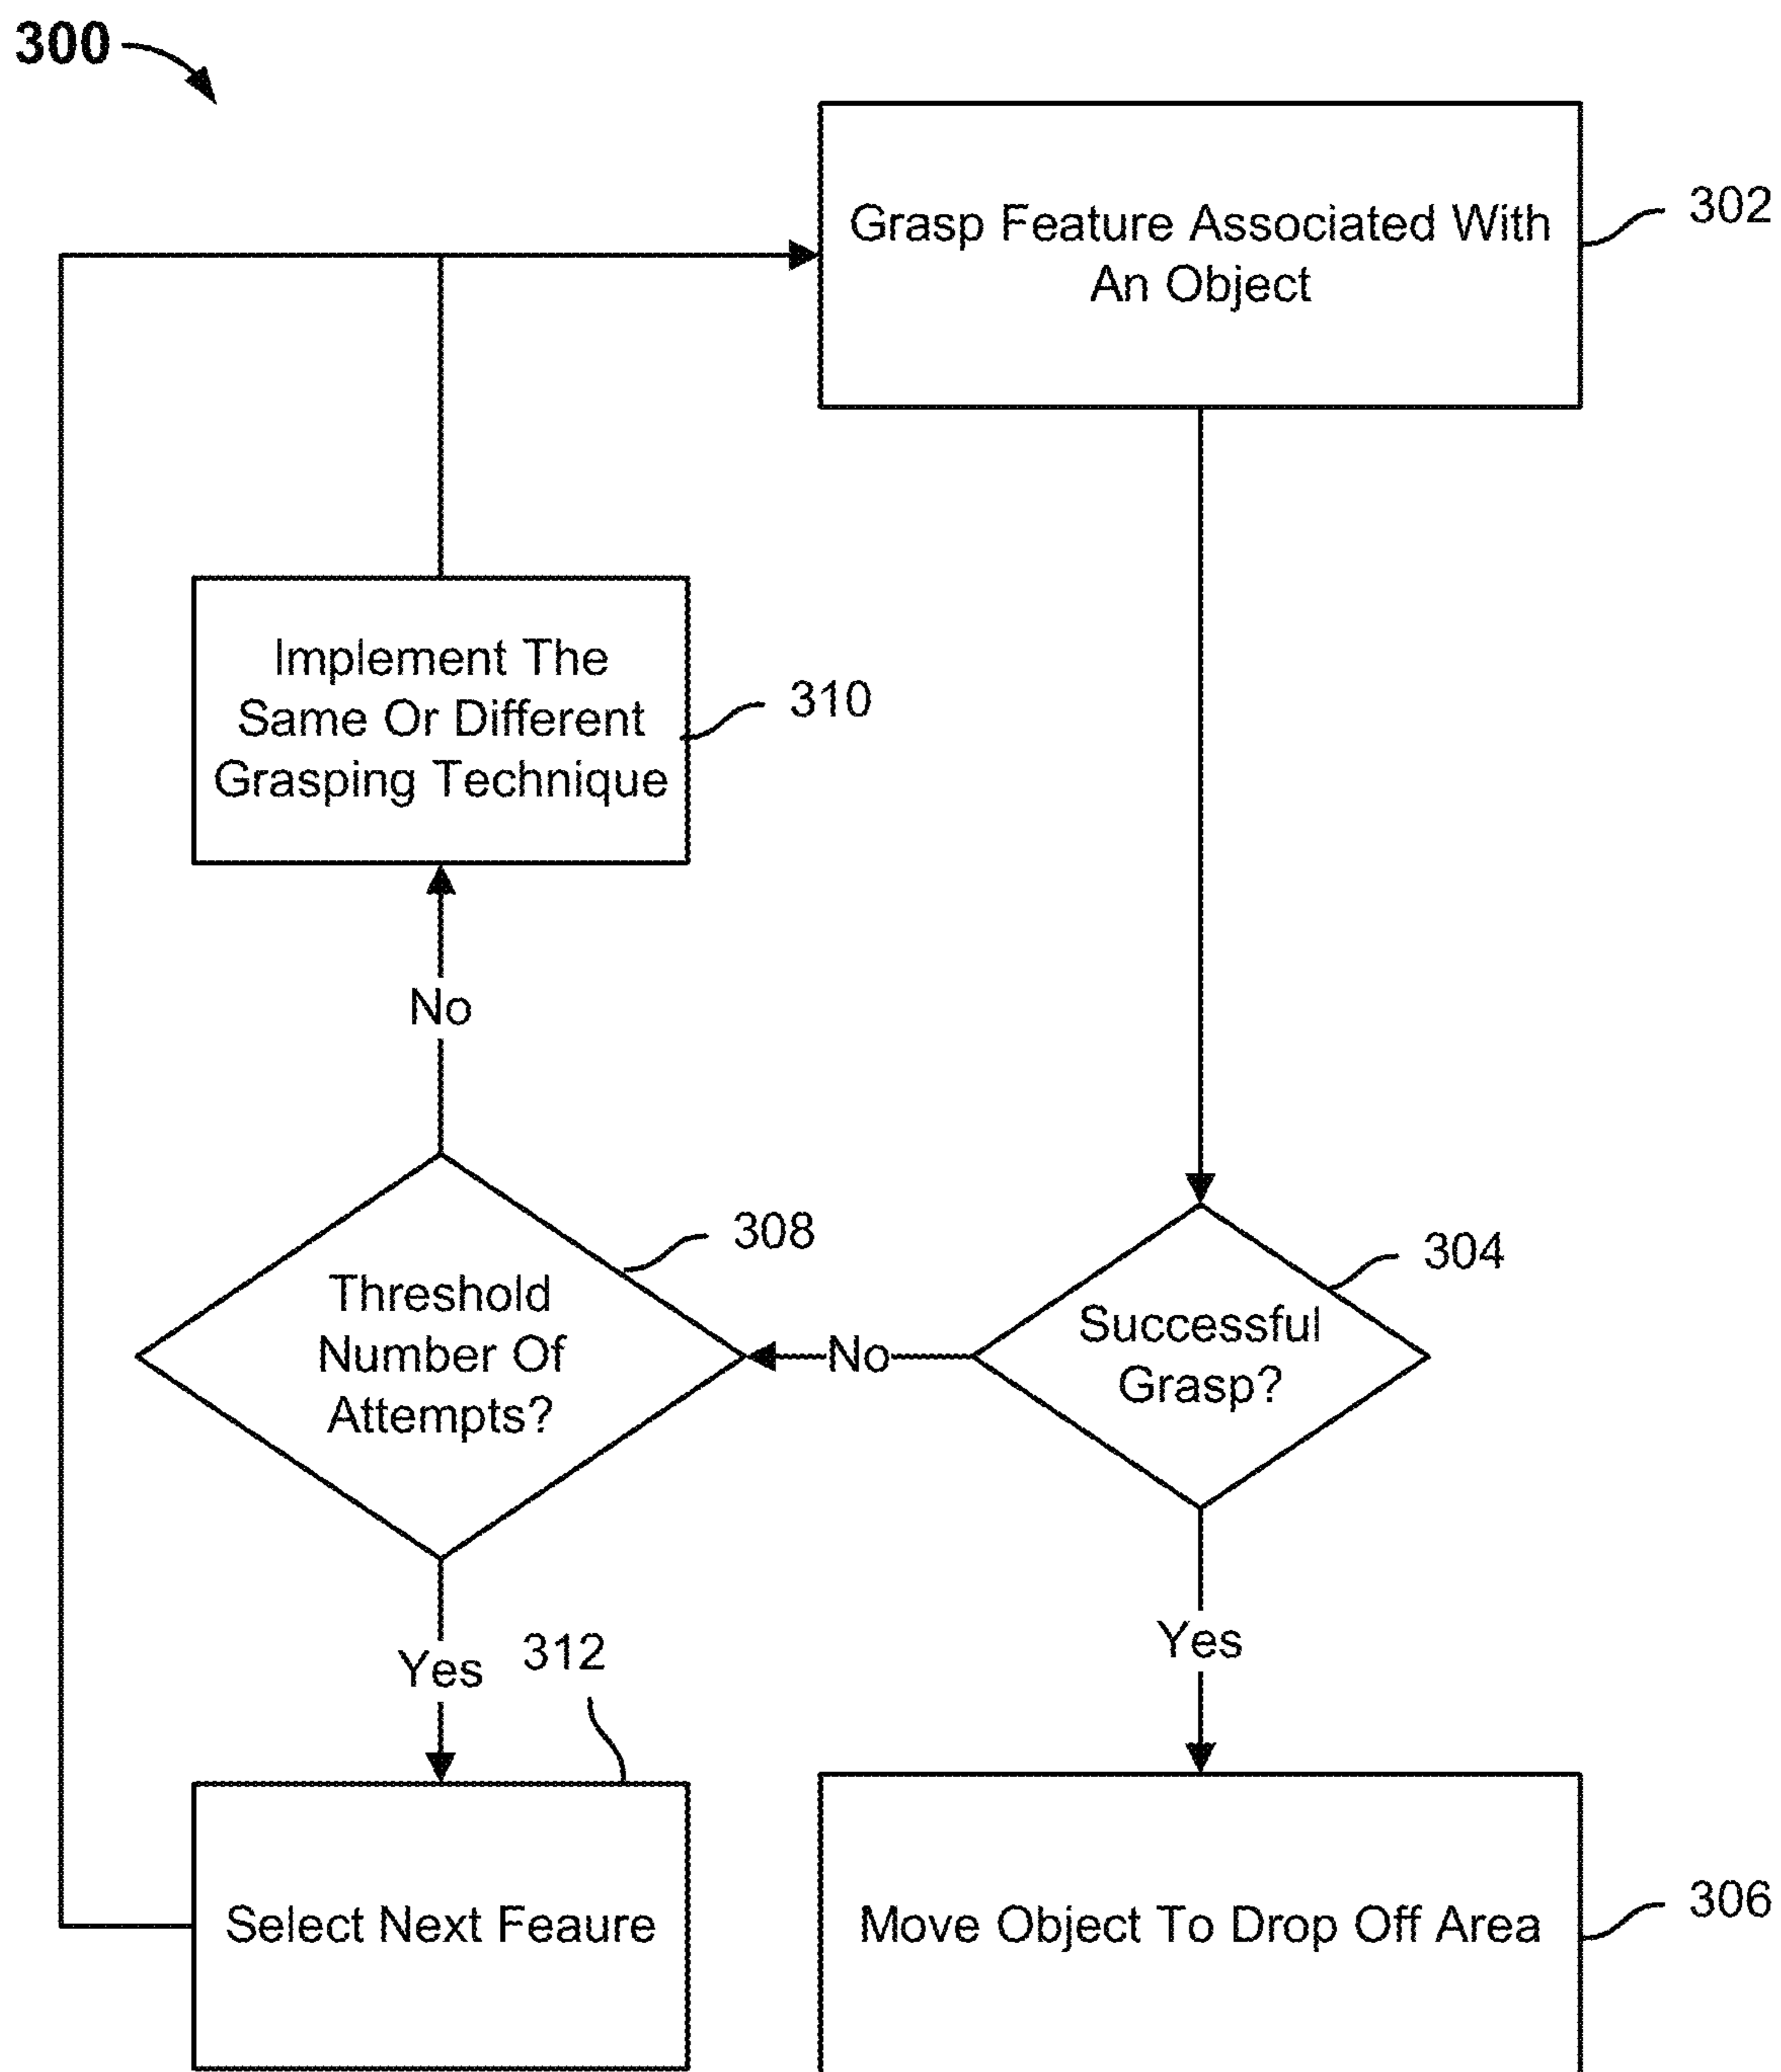 300
Grasp Feature Associated With
An Object
302
Implement The
Same Or Different
Grasping Technique
310
No
Threshold
Number Of
Attempts?
308
No
Successful
Grasp?
304
Yes
312
Yes
Select Next Feaure
Move Object To Drop Off Area
306